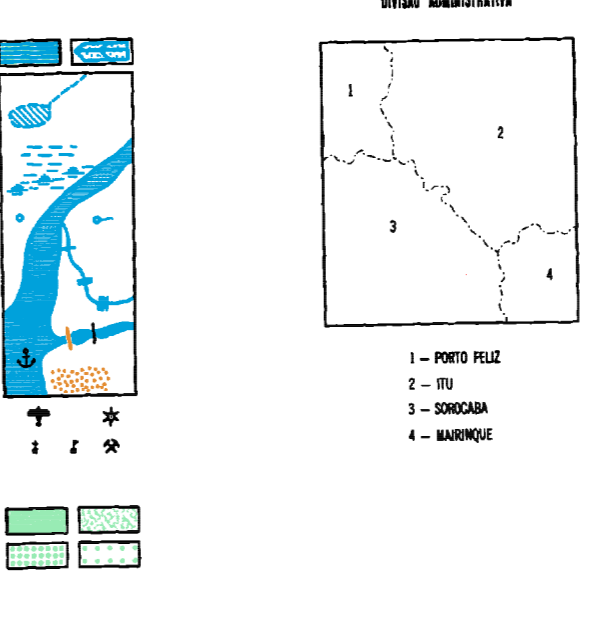 DIVISÃO ADMINISTRATIVA
1
2
3
4
1 – PORTO FELIZ
2 – ITU
3 – SOROCABA
4 – MAIRINQUE